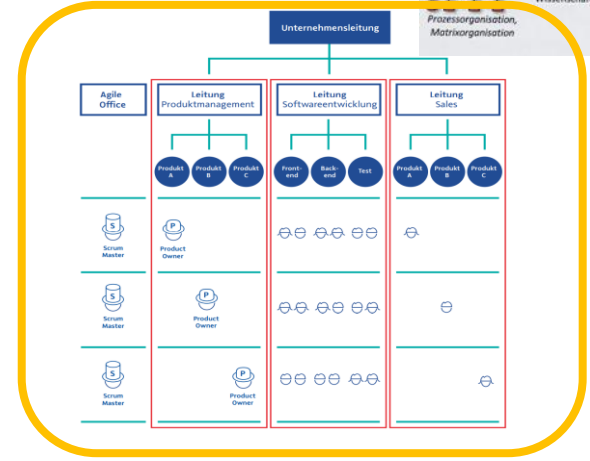 Wissenschaf
Prozessorganisation,
Matrixorganisation
Unternehmensleitung
Agile
Office
Leitung
Produktmanagement
Leitung
Softwareentwicklung
Leitung
Sales
Produkt
A
Produkt
B
Produkt
C
Front-
end
Back-
end
Test
Produkt
A
Produkt
B
Produkt
C
S
Scrum
Master
P
Product
Owner
S
Scrum
Master
P
Product
Owner
S
Scrum
Master
P
Product
Owner